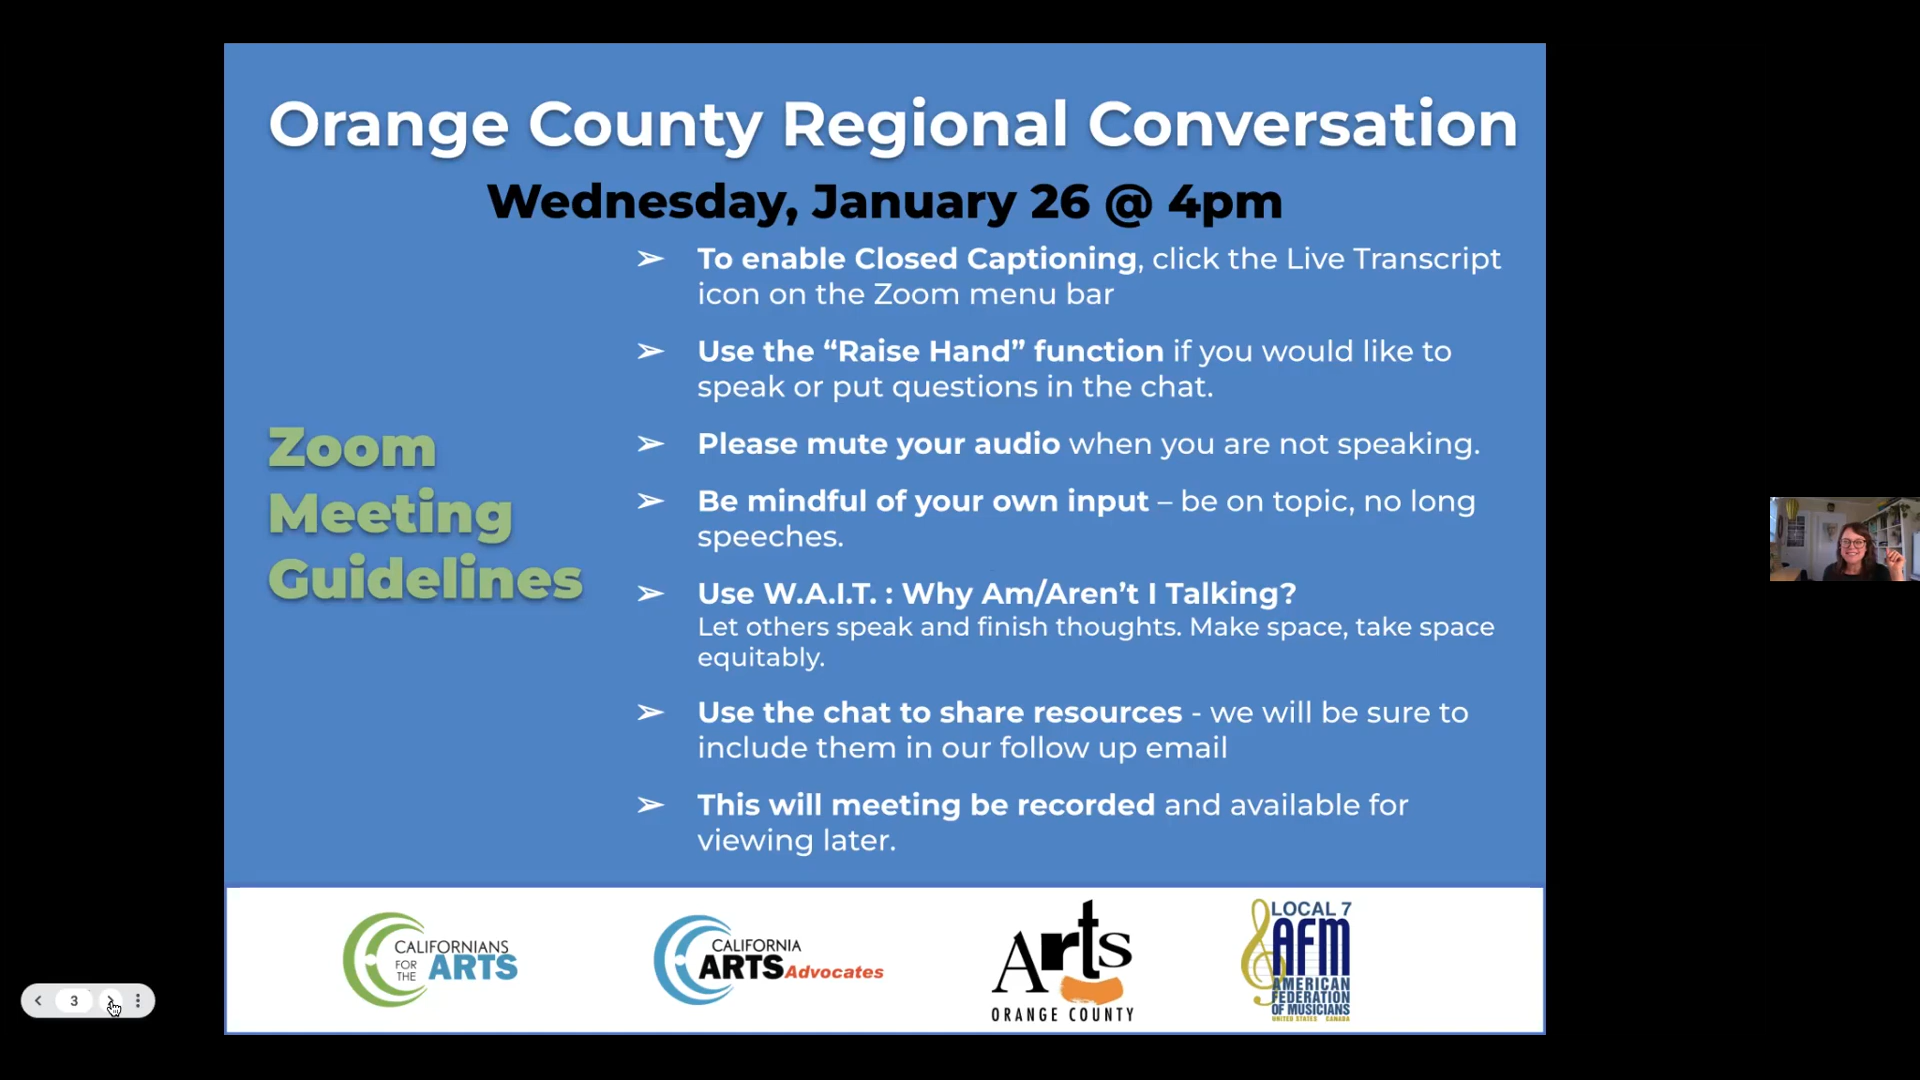 Orange County Regional Conversation
Wednesday, January 26 @ 4pm
Zoom
Meeting
Guidelines
➢ To enable Closed Captioning, click the Live Transcript
icon on the Zoom menu bar
➢ Use the “Raise Hand” function if you would like to
speak or put questions in the chat.
➢ Please mute your audio when you are not speaking.
➢ Be mindful of your own input – be on topic, no long
speeches.
➢ Use W.A.I.T. : Why Am/Aren’t I Talking?
Let others speak and finish thoughts. Make space, take space
equitably.
➢ Use the chat to share resources - we will be sure to
include them in our follow up email
➢ This will meeting be recorded and available for
viewing later.
CALIFORNIANS
FOR
THE
ARTS
CALIFORNIA
ARTS Advocates
Arts
ORANGE COUNTY
LOCAL 7
AFM
AMERICAN
FEDERATION
OF MUSICIANS
UNITED STATES CANADA
3